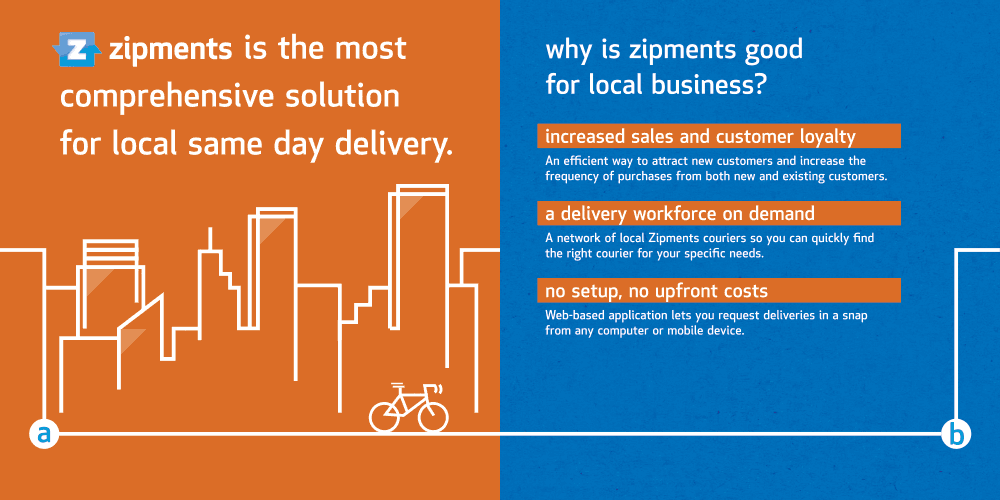 z zipments is the most
comprehensive solution
for local same day delivery.
why is zipments good
for local business?
increased sales and customer loyalty
An efficient way to attract new customers and increase the
frequency of purchases from both new and existing customers.
a delivery workforce on demand
A network of local Zipments couriers so you can quickly find
the right courier for your specific needs.
no setup, no upfront costs
Web-based application lets you request deliveries in a snap
from any computer or mobile device.
a
b